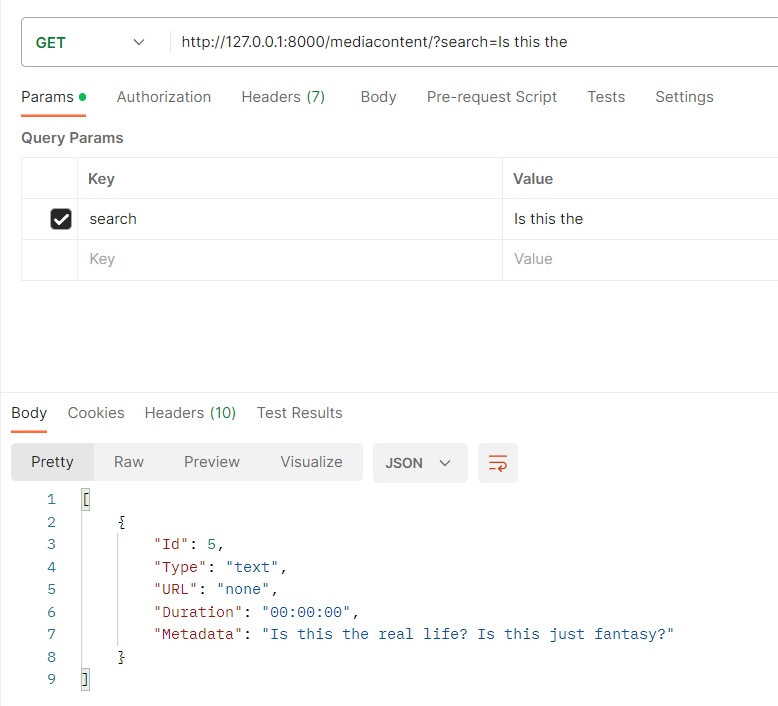 GET http://127.0.0.1:8000/mediacontent/?search=Is this the
Params Authorization Headers (7) Body Pre-request Script Tests Settings
Query Params
Key Value
search Is this the
Key Value
Body Cookies Headers (10) Test Results
Pretty Raw Preview Visualize JSON
1 [
2 {
3 "Id": 5,
4 "Type": "text",
5 "URL": "none",
6 "Duration": "00:00:00",
7 "Metadata": "Is this the real life? Is this just fantasy?"
8 }
9 ]